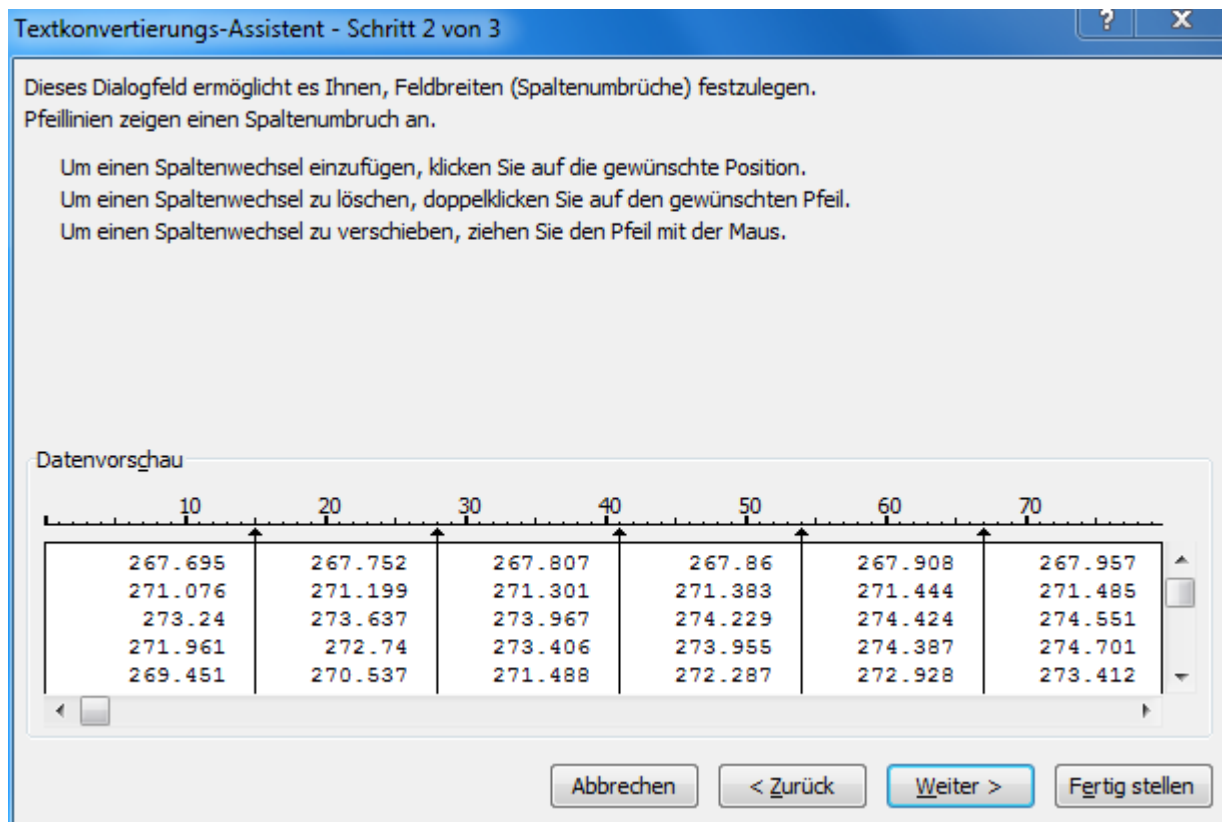 Textkonvertierungs-Assistent - Schritt 2 von 3
? X
Dieses Dialogfeld ermöglicht es Ihnen, Feldbreiten (Spaltenumbrüche) festzulegen.
Pfeillinien zeigen einen Spaltenumbruch an.
Um einen Spaltenwechsel einzufügen, klicken Sie auf die gewünschte Position.
Um einen Spaltenwechsel zu löschen, doppelklicken Sie auf den gewünschten Pfeil.
Um einen Spaltenwechsel zu verschieben, ziehen Sie den Pfeil mit der Maus.
Datenvorschau
10 20 30 40 50 60 70
267.695 267.752 267.807 267.86 267.908 267.957
271.076 271.199 271.301 271.383 271.444 271.485
273.24 273.637 273.967 274.229 274.424 274.551
271.961 272.74 273.406 273.955 274.387 274.701
269.451 270.537 271.488 272.287 272.928 273.412
Abbrechen < Zurück Weiter > Fertig stellen